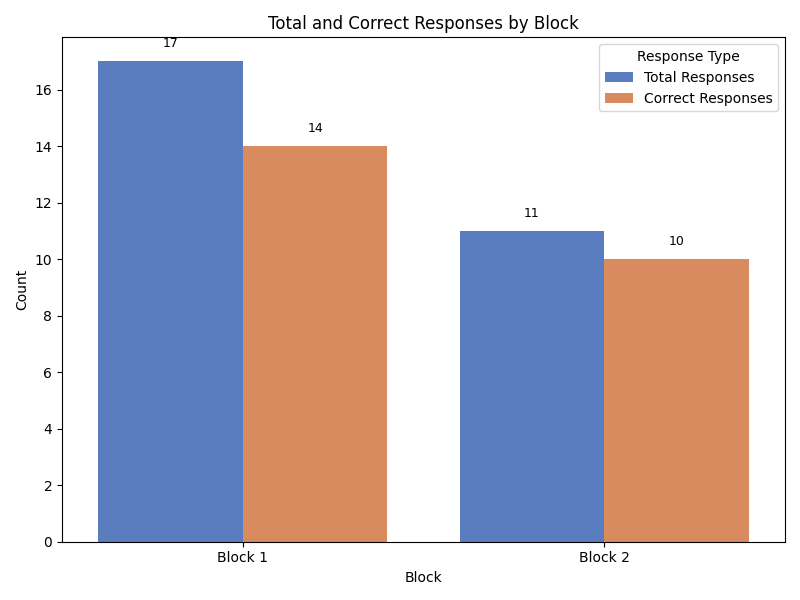 Total and Correct Responses by Block
Response Type
Total Responses
Correct Responses
17
14
11
10
16
14
12
10
8
6
4
2
0
Count
Block 1
Block 2
Block